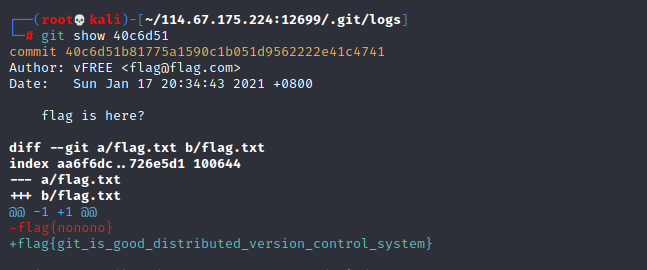 ┌──(root💀kali)-[~/114.67.175.224:12699/.git/logs]
└─# git show 40c6d51
commit 40c6d51b81775a1590c1b051d9562222e41c4741
Author: vFREE <flag@flag.com>
Date:   Sun Jan 17 20:34:43 2021 +0800

    flag is here?

diff --git a/flag.txt b/flag.txt
index aa6f6dc..726e5d1 100644
--- a/flag.txt
+++ b/flag.txt
@@ -1 +1 @@
-flag{nonono}
+flag{git_is_good_distributed_version_control_system}